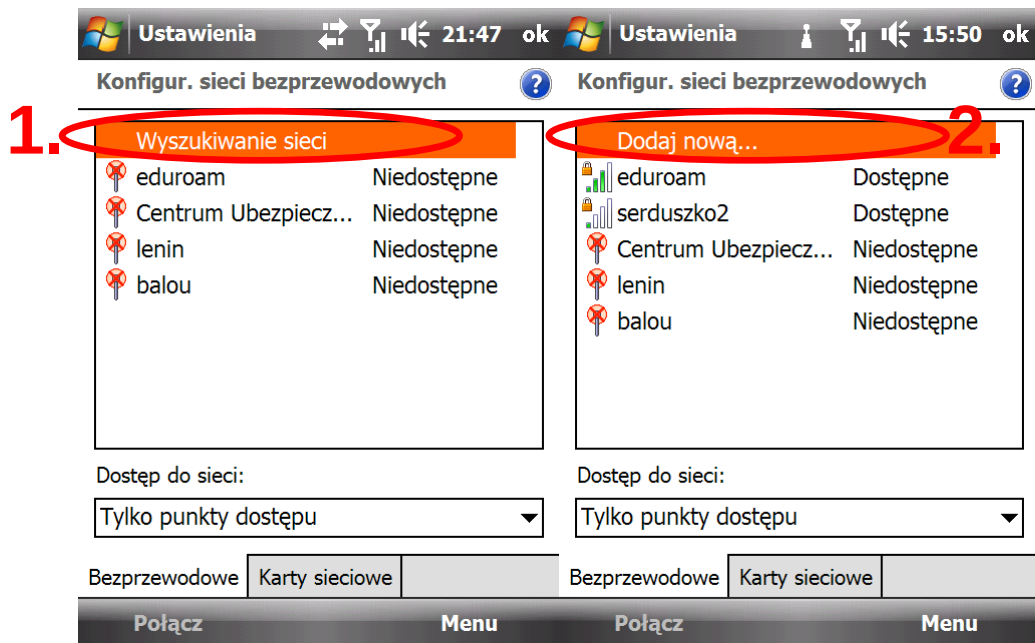 Ustawienia 21:47 ok
Konfigur. sieci bezprzewodowych ?
1.
Wyszukiwanie sieci
eduroam Niedostępne
Centrum Ubezpiecz... Niedostępne
lenin Niedostępne
balou Niedostępne
Dostęp do sieci:
Tylko punkty dostępu
Bezprzewodowe Karty sieciowe
Połącz Menu
Ustawienia 15:50 ok
Konfigur. sieci bezprzewodowych ?
2.
Dodaj nową...
eduroam Dostępne
serduszko2 Dostępne
Centrum Ubezpiecz... Niedostępne
lenin Niedostępne
balou Niedostępne
Dostęp do sieci:
Tylko punkty dostępu
Bezprzewodowe Karty sieciowe
Połącz Menu